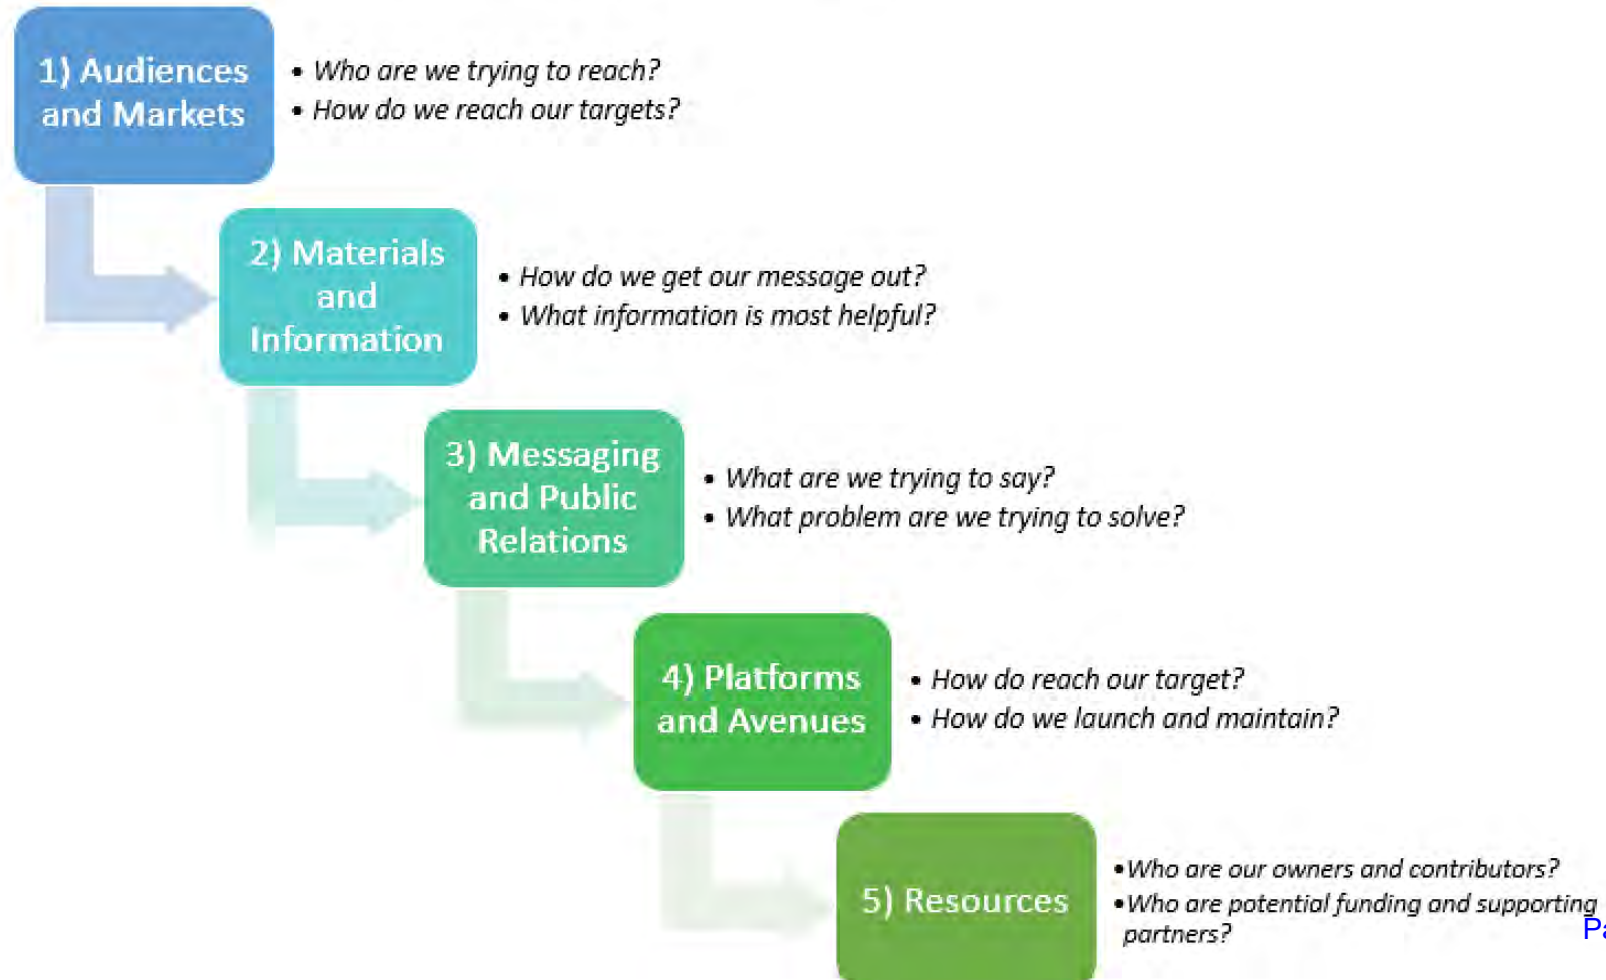 1) Audiences
and Markets
• Who are we trying to reach?
• How do we reach our targets?
2) Materials
and
Information
• How do we get our message out?
• What information is most helpful?
3) Messaging
and Public
Relations
• What are we trying to say?
• What problem are we trying to solve?
4) Platforms
and Avenues
• How do reach our target?
• How do we launch and maintain?
5) Resources
•Who are our owners and contributors?
•Who are potential funding and supporting
partners?
Pa